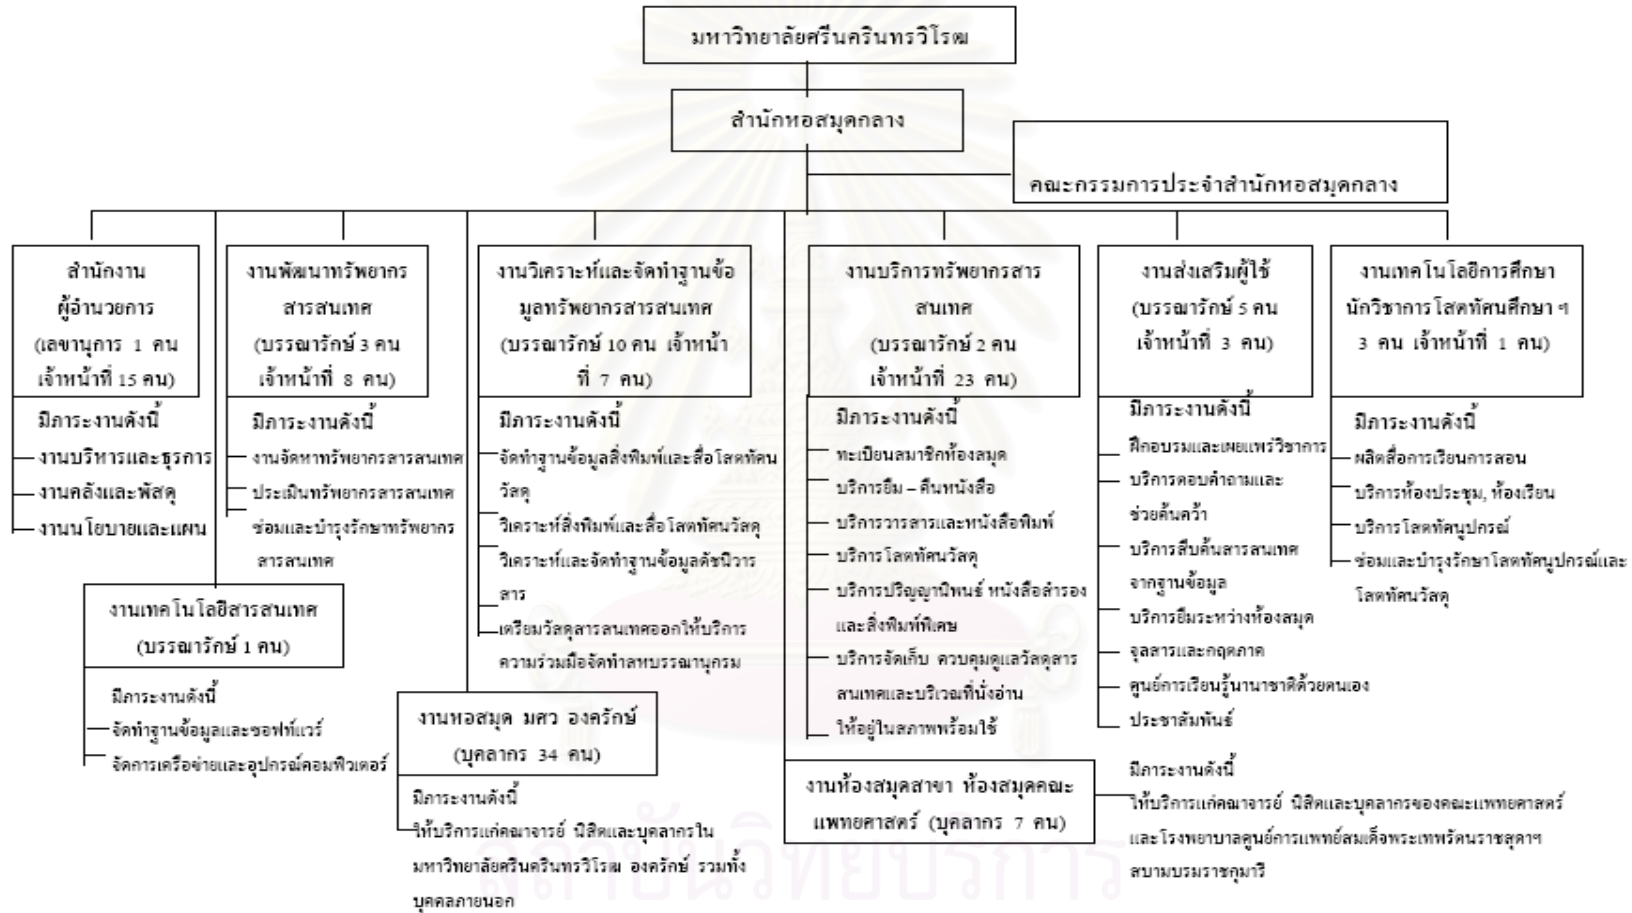 มหาวิทยาลัยศรีนครินทรวิโรฒ
สำนักหอสมุดกลาง
คณะกรรมการประจำสำนักหอสมุดกลาง
สำนักงาน
ผู้อำนวยการ
(เลขานุการ 1 คน
เจ้าหน้าที่ 15 คน)
มีภาระงานดังนี้
งานบริหารและธุรการ
งานคลังและพัสดุ
งานนโยบายและแผน
งานพัฒนาทรัพยากร
สารสนเทศ
(บรรณารักษ์ 3 คน
เจ้าหน้าที่ 8 คน)
มีภาระงานดังนี้
งานจัดหาทรัพยากรสารสนเทศ
ประเมินทรัพยากรสารสนเทศ
ซ่อมและบำรุงรักษาทรัพยากร
สารสนเทศ
งานวิเคราะห์และจัดทำฐานข้อ
มูลทรัพยากรสารสนเทศ
(บรรณารักษ์ 10 คน เจ้าหน้า
ที่ 7 คน)
มีภาระงานดังนี้
จัดทำฐานข้อมูลสิ่งพิมพ์และสื่อโสตทัศน
วัสดุ
วิเคราะห์สิ่งพิมพ์และสื่อโสตทัศนวัสดุ
วิเคราะห์และจัดทำฐานข้อมูลดัชนีวาร
สาร
เตรียมวัสดุสารสนเทศออกให้บริการ
ความร่วมมือจัดทำสหบรรณานุกรม
งานบริการทรัพยากรสาร
สนเทศ
(บรรณารักษ์ 2 คน
เจ้าหน้าที่ 23 คน)
มีภาระงานดังนี้
ทะเบียนสมาชิกห้องสมุด
บริการยืม – คืนหนังสือ
บริการวารสารและหนังสือพิมพ์
บริการโสตทัศนวัสดุ
บริการปริญญานิพนธ์ หนังสือสำรอง
และสิ่งพิมพ์พิเศษ
บริการจัดเก็บ ควบคุมดูแลวัสดุสาร
สนเทศและบริเวณที่นั่งอ่าน
ให้อยู่ในสภาพพร้อมใช้
งานส่งเสริมผู้ใช้
(บรรณารักษ์ 5 คน
เจ้าหน้าที่ 3 คน)
มีภาระงานดังนี้
ฝึกอบรมและเผยแพร่วิชาการ
บริการตอบคำถามและ
ช่วยค้นคว้า
บริการสืบค้นสารสนเทศ
จากฐานข้อมูล
บริการยืมระหว่างห้องสมุด
จุลสารและกฤตภาค
ศูนย์การเรียนรู้นานาชาติด้วยตนเอง
ประชาสัมพันธ์
งานเทคโนโลยีการศึกษา
นักวิชาการโสตทัศนศึกษา ฯ
3 คน เจ้าหน้าที่ 1 คน)
มีภาระงานดังนี้
ผลิตสื่อการเรียนการสอน
บริการห้องประชุม, ห้องเรียน
บริการโสตทัศนูปกรณ์
ซ่อมและบำรุงรักษาโสตทัศนูปกรณ์และ
โสตทัศนวัสดุ
งานเทคโนโลยีสารสนเทศ
(บรรณารักษ์ 1 คน)
มีภาระงานดังนี้
จัดทำฐานข้อมูลและซอฟท์แวร์
จัดการเครือข่ายและอุปกรณ์คอมพิวเตอร์
งานหอสมุด มศว องครักษ์
(บุคลากร 34 คน)
มีภาระงานดังนี้
ให้บริการแก่คณาจารย์ นิสิตและบุคลากรใน
มหาวิทยาลัยศรีนครินทรวิโรฒ องครักษ์ รวมทั้ง
บุคคลภายนอก
งานห้องสมุดสาขา ห้องสมุดคณะ
แพทยศาสตร์ (บุคลากร 7 คน)
มีภาระงานดังนี้
ให้บริการแก่คณาจารย์ นิสิตและบุคลากรของคณะแพทยศาสตร์
และโรงพยาบาลศูนย์การแพทย์สมเด็จพระเทพรัตนราชสุดาฯ
สยามบรมราชกุมารี
สถาบันวิทยบริการ